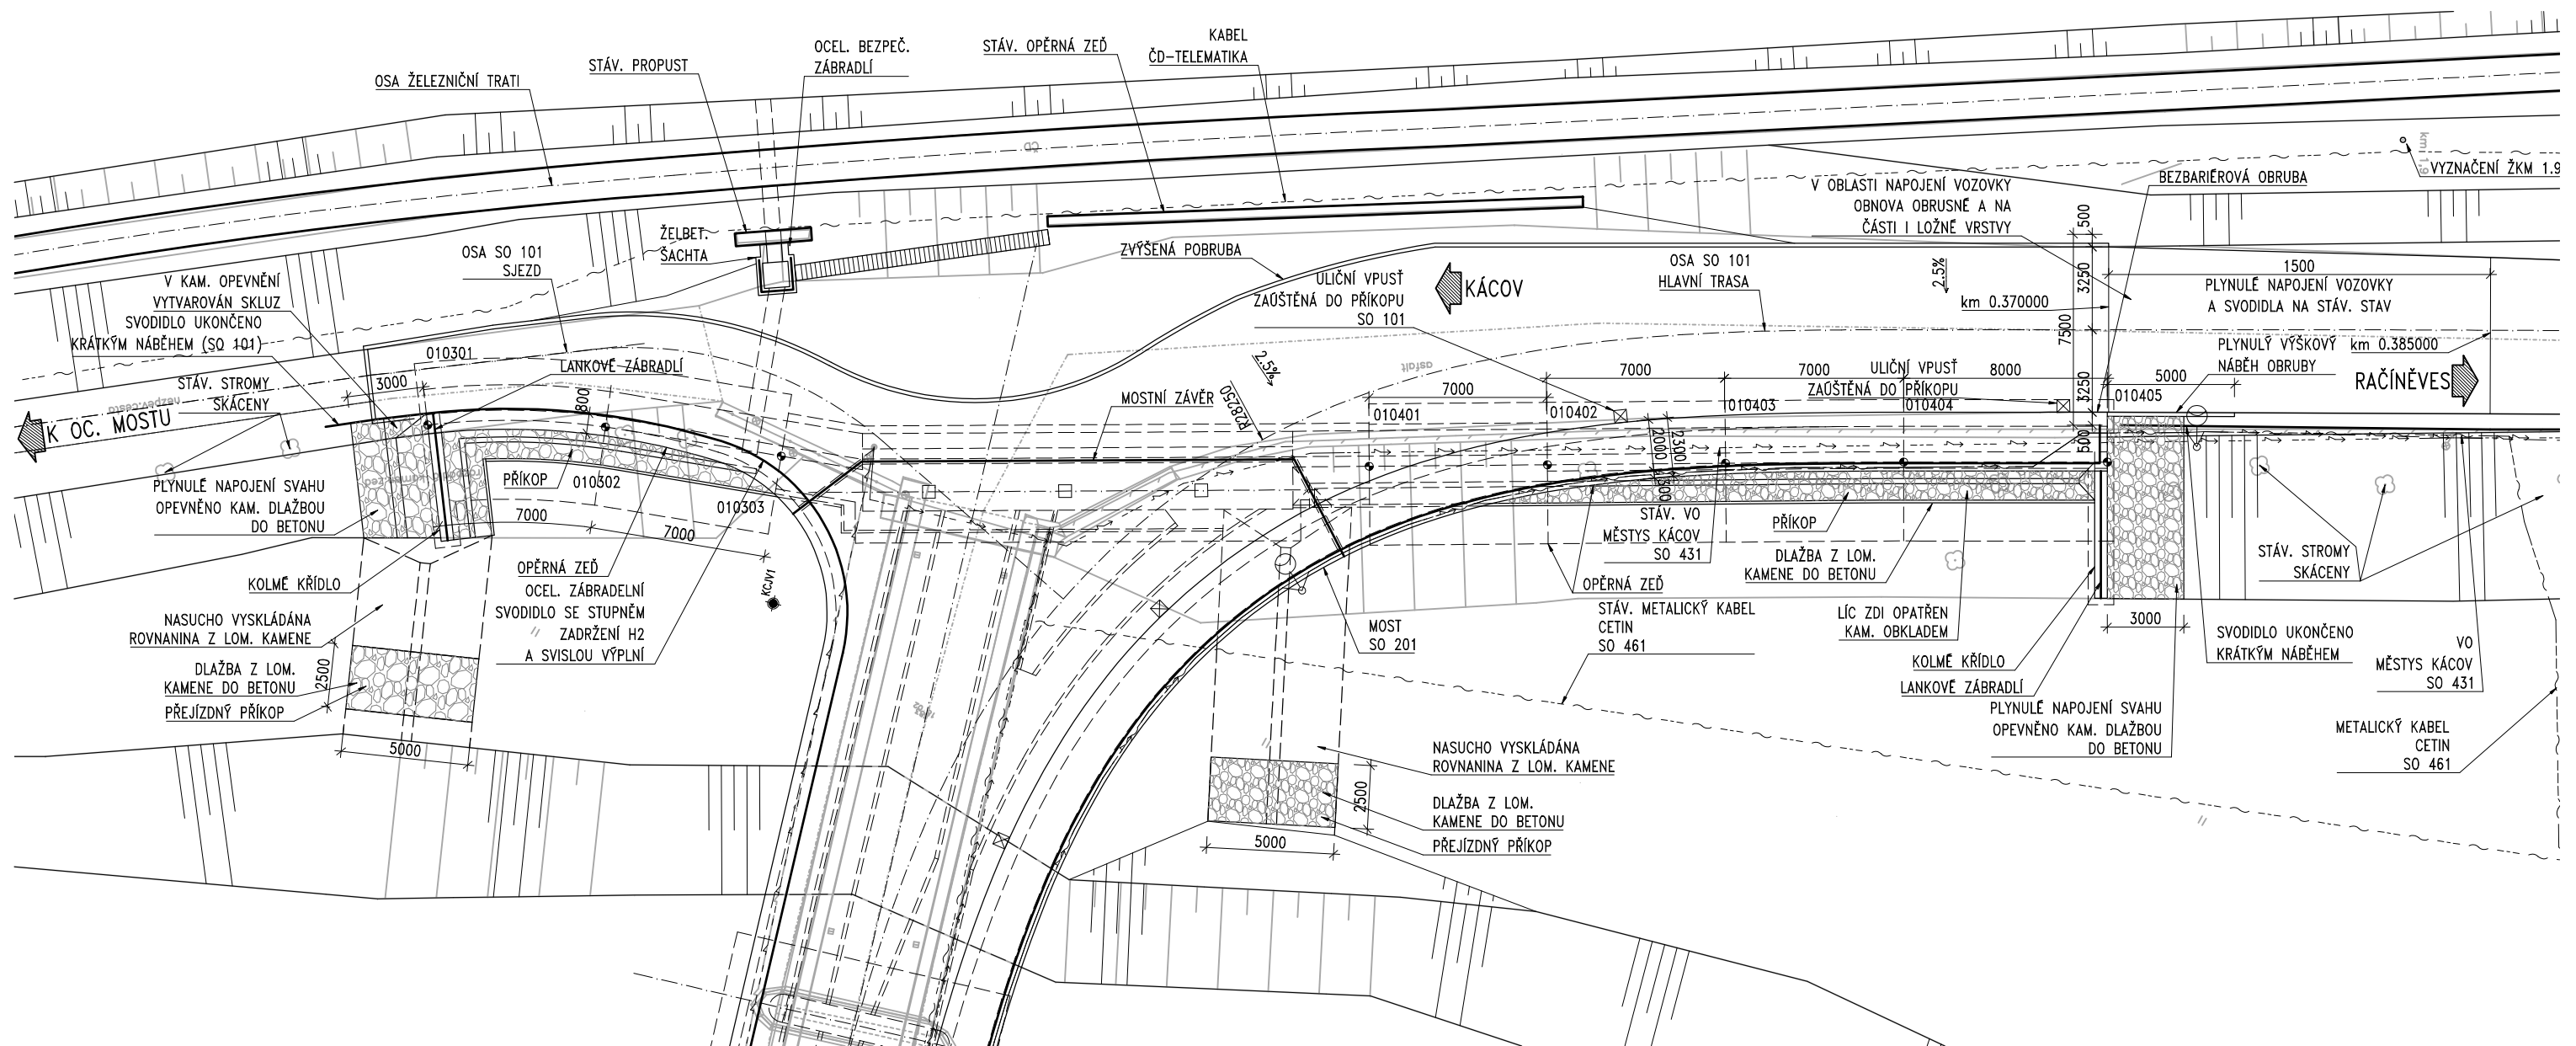 OSA ŽELEZNIČNÍ TRATI
STÁV. PROPUST
OCEL. BEZPEČ.
ZÁBRADLÍ
STÁV. OPĚRNÁ ZEĎ
KABEL
ČD-TELEMATIKA
ČD
km 1.9
VYZNAČENÍ ŽKM 1.9
BEZBARIÉROVÁ OBRUBA
V OBLASTI NAPOJENÍ VOZOVKY
OBNOVA OBRUSNÉ A NA
ČÁSTI I LOŽNÉ VRSTVY
500
3250
7500
3250
500
1500
PLYNULÉ NAPOJENÍ VOZOVKY
A SVODIDLA NA STÁV. STAV
PLYNULÝ VÝŠKOVÝ
NÁBĚH OBRUBY
km 0.385000
RAČÍNĚVES
5000
010405
ŽELBET.
ŠACHTA
OSA SO 101
SJEZD
V KAM. OPEVNĚNÍ
VYTVAROVÁN SKLUZ
SVODIDLO UKONČENO
KRÁTKÝM NÁBĚHEM (SO 101)
STÁV. STROMY
SKÁCENY
K OC. MOSTU
nezpev.cesta
3000
010301
LANKOVÉ ZÁBRADLÍ
800
ZVÝŠENÁ POBRUBA
ULIČNÍ VPUSŤ
ZAÚSTĚNÁ DO PŘÍKOPU
SO 101
KÁCOV
OSA SO 101
HLAVNÍ TRASA
2.5%
km 0.370000
2.5%
R28250
asfalt
MOSTNÍ ZÁVĚR
7000
7000
7000
ULIČNÍ VPUSŤ
ZAÚSTĚNÁ DO PŘÍKOPU
8000
010401
010402
010403
010404
2000
2300
300
PLYNULÉ NAPOJENÍ SVAHU
OPEVNĚNO KAM. DLAŽBOU
DO BETONU
PŘÍKOP
010302
010303
7000
7000
KOLMÉ KŘÍDLO
OPĚRNÁ ZEĎ
OCEL. ZÁBRADELNÍ
SVODIDLO SE STUPNĚM
ZADRŽENÍ H2
A SVISLOU VÝPLNÍ
KCJV1
NASUCHO VYSKLÁDÁNA
ROVNANINA Z LOM. KAMENE
DLAŽBA Z LOM.
KAMENE DO BETONU
PŘEJÍZDNÝ PŘÍKOP
2500
5000
STÁV. VO
MĚSTYS KÁCOV
SO 431
OPĚRNÁ ZEĎ
PŘÍKOP
DLAŽBA Z LOM.
KAMENE DO BETONU
MOST
SO 201
STÁV. METALICKÝ KABEL
CETIN
SO 461
LÍC ZDI OPATŘEN
KAM. OBKLADEM
KOLMÉ KŘÍDLO
LANKOVÉ ZÁBRADLÍ
PLYNULÉ NAPOJENÍ SVAHU
OPEVNĚNO KAM. DLAŽBOU
DO BETONU
3000
SVODIDLO UKONČENO
KRÁTKÝM NÁBĚHEM
STÁV. STROMY
SKÁCENY
VO
MĚSTYS KÁCOV
SO 431
METALICKÝ KABEL
CETIN
SO 461
NASUCHO VYSKLÁDÁNA
ROVNANINA Z LOM. KAMENE
DLAŽBA Z LOM.
KAMENE DO BETONU
PŘEJÍZDNÝ PŘÍKOP
2500
5000